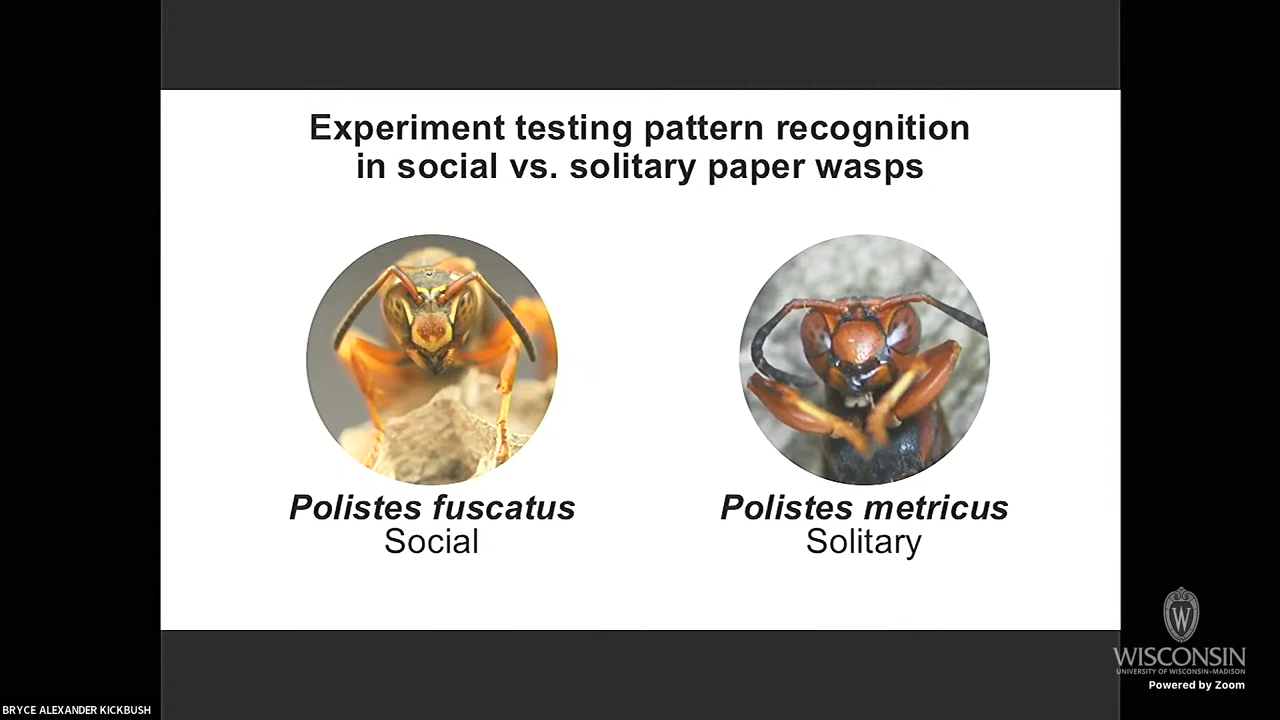 Experiment testing pattern recognition
in social vs. solitary paper wasps
Polistes fuscatus
Social
Polistes metricus
Solitary
W
WISCONSIN
UNIVERSITY OF WISCONSIN–MADISON
Powered by Zoom
BRYCE ALEXANDER KICKBUSH